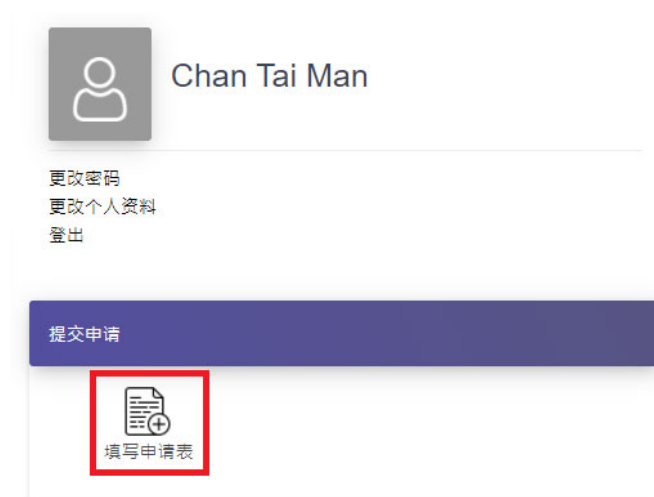 Chan Tai Man
更改密码
更改个人资料
登出
提交申请
填写申请表